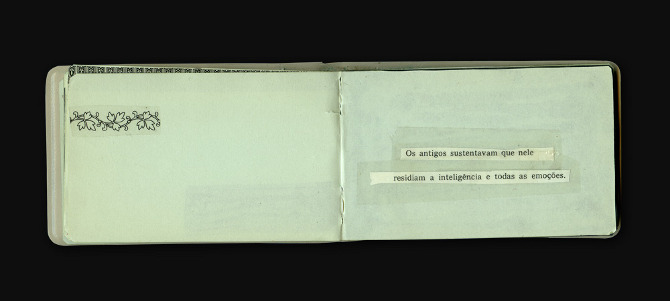 Os antigos sustentavam que nele
residiam a inteligência e todas as emoções.